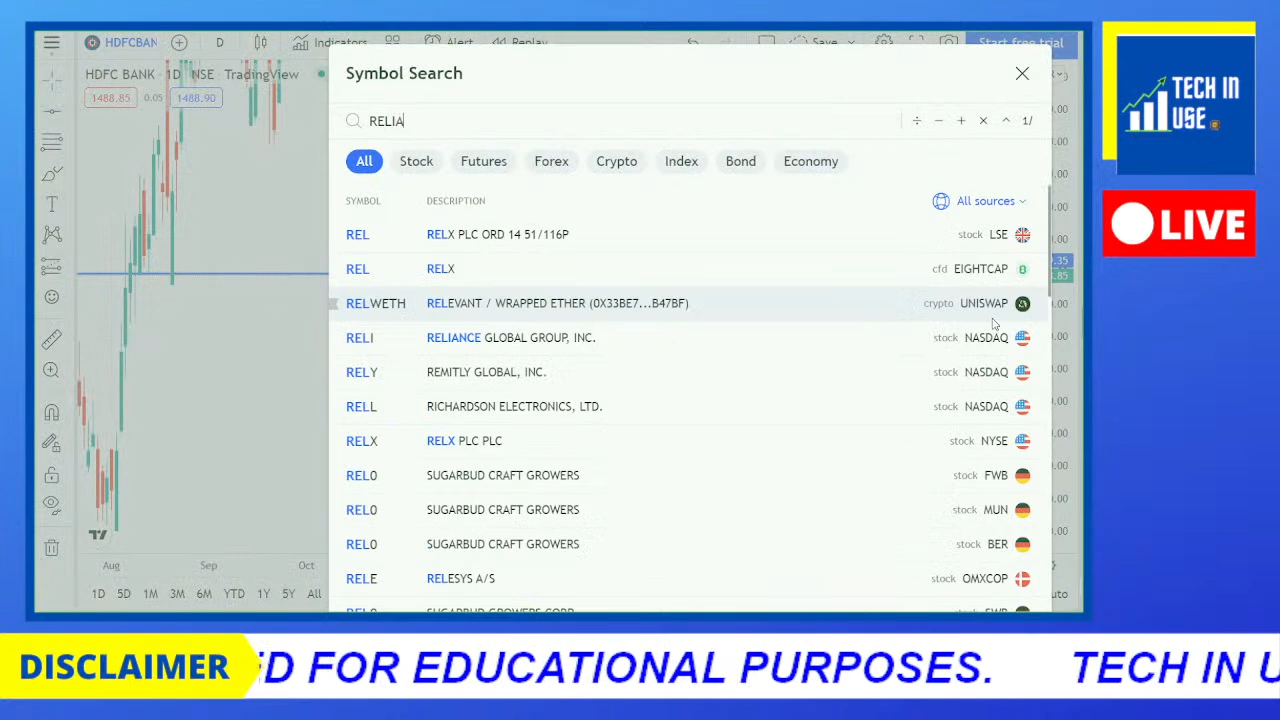 HDFCBAN
D
Indicators
Alert
Replay
Save
Start free trial
HDFC BANK · 1D · NSE · TradingView
1488.85
0.05
1488.90
Symbol Search
RELIA
÷ − + × ^ 1/
All
Stock
Futures
Forex
Crypto
Index
Bond
Economy
SYMBOL
DESCRIPTION
All sources
REL
RELX PLC ORD 14 51/116P
stock LSE
REL
RELX
cfd EIGHTCAP
RELWETH
RELEVANT / WRAPPED ETHER (0X33BE7...B47BF)
crypto UNISWAP
RELI
RELIANCE GLOBAL GROUP, INC.
stock NASDAQ
RELY
REMITLY GLOBAL, INC.
stock NASDAQ
RELL
RICHARDSON ELECTRONICS, LTD.
stock NASDAQ
RELX
RELX PLC PLC
stock NYSE
REL0
SUGARBUD CRAFT GROWERS
stock FWB
REL0
SUGARBUD CRAFT GROWERS
stock MUN
REL0
SUGARBUD CRAFT GROWERS
stock BER
RELE
RELESYS A/S
stock OMXCOP
Aug
Sep
Oct
1D 5D 1M 3M 6M YTD 1Y 5Y All
TECH IN
USE
LIVE
DISCLAIMER
ED FOR EDUCATIONAL PURPOSES. TECH IN U